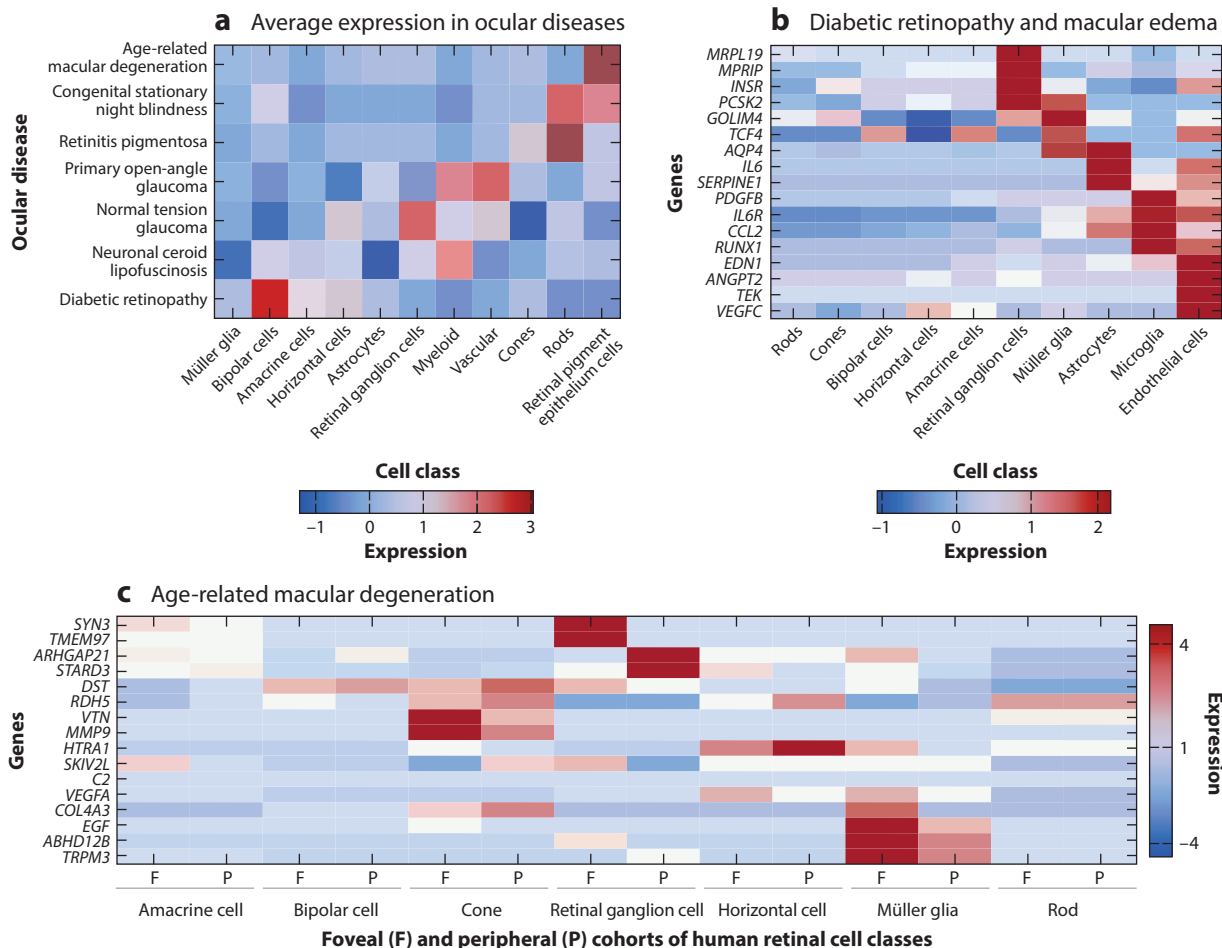 a Average expression in ocular diseases
Ocular disease
Age-related
macular degeneration
Congenital stationary
night blindness
Retinitis pigmentosa
Primary open-angle
glaucoma
Normal tension
glaucoma
Neuronal ceroid
lipofuscinosis
Diabetic retinopathy
Müller glia
Bipolar cells
Amacrine cells
Horizontal cells
Astrocytes
Retinal ganglion cells
Myeloid
Vascular
Cones
Rods
Retinal pigment
epithelium cells
Cell class
−1 0 1 2 3
Expression
b Diabetic retinopathy and macular edema
Genes
MRPL19
MPRIP
INSR
PCSK2
GOLIM4
TCF4
AQP4
IL6
SERPINE1
PDGFB
IL6R
CCL2
RUNX1
EDN1
ANGPT2
TEK
VEGFC
Rods
Cones
Bipolar cells
Horizontal cells
Amacrine cells
Retinal ganglion cells
Müller glia
Astrocytes
Microglia
Endothelial cells
Cell class
−1 0 1 2
Expression
c Age-related macular degeneration
Genes
SYN3
TMEM97
ARHGAP21
STARD3
DST
RDH5
VTN
MMP9
HTRA1
SKIV2L
C2
VEGFA
COL4A3
EGF
ABHD12B
TRPM3
F P F P F P F P F P F P F P
Amacrine cell Bipolar cell Cone Retinal ganglion cell Horizontal cell Müller glia Rod
Foveal (F) and peripheral (P) cohorts of human retinal cell classes
4
1
−4
Expression